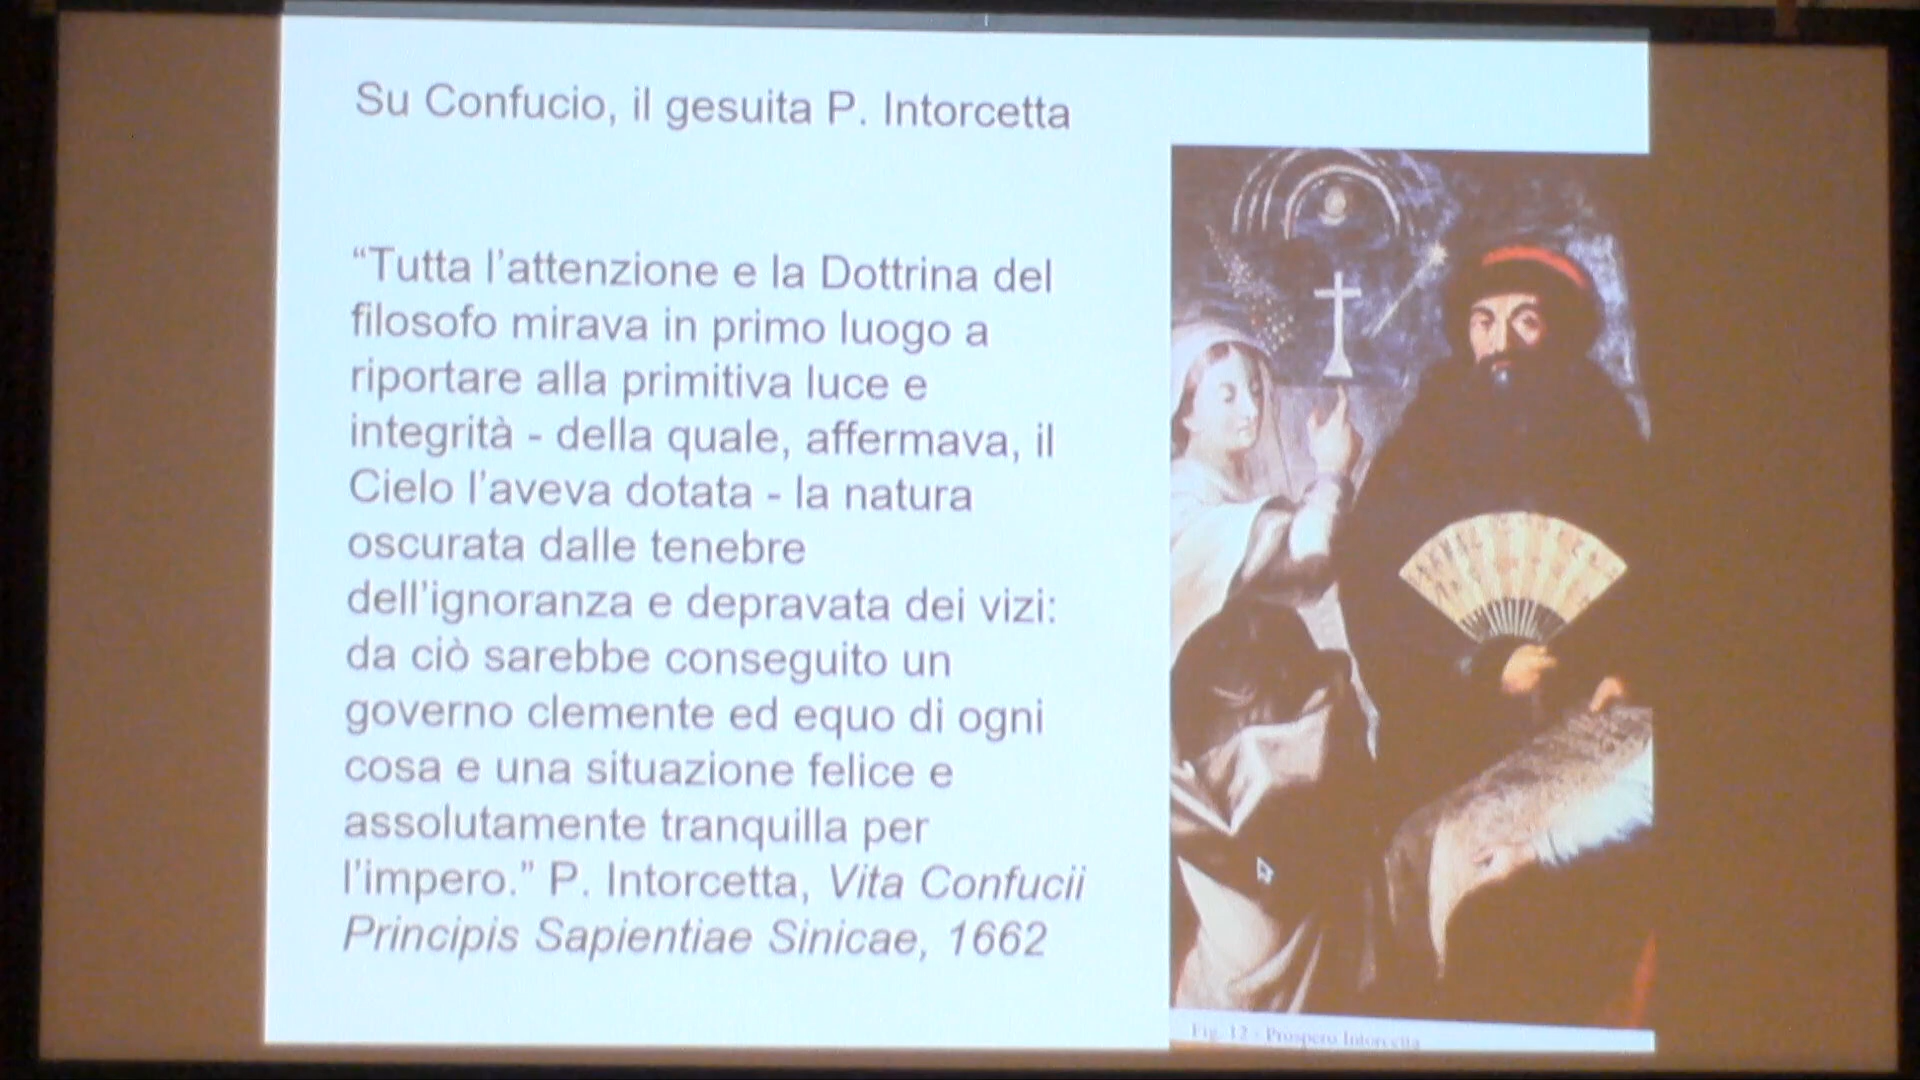 Su Confucio, il gesuita P. Intorcetta
“Tutta l’attenzione e la Dottrina del
filosofo mirava in primo luogo a
riportare alla primitiva luce e
integrità - della quale, affermava, il
Cielo l’aveva dotata - la natura
oscurata dalle tenebre
dell’ignoranza e depravata dei vizi:
da ciò sarebbe conseguito un
governo clemente ed equo di ogni
cosa e una situazione felice e
assolutamente tranquilla per
l’impero.” P. Intorcetta, Vita Confucii
Principis Sapientiae Sinicae, 1662
Fig. 12 - Prospero Intorcetta